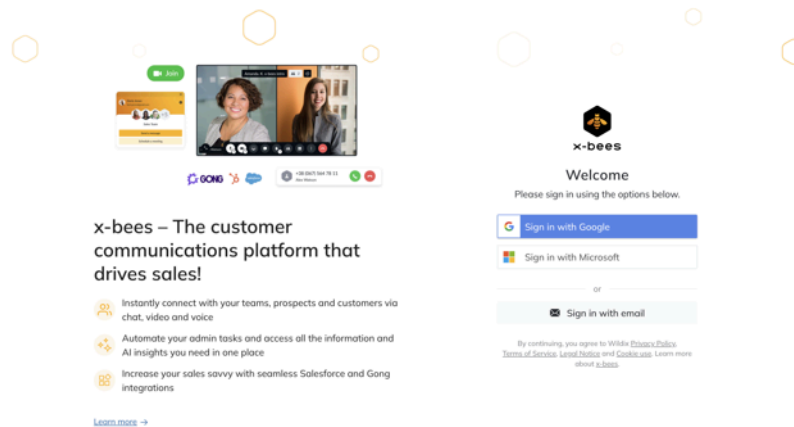 Join
GONG
x-bees – The customer
communications platform that
drives sales!
Instantly connect with your teams, prospects and customers via
chat, video and voice
Automate your admin tasks and access all the information and
AI insights you need in one place
Increase your sales savvy with seamless Salesforce and Gong
integrations
Learn more
x-bees
Welcome
Please sign in using the options below.
Sign in with Google
Sign in with Microsoft
or
Sign in with email
By continuing, you agree to Wildix Privacy Policy,
Terms of Service, Legal Notice and Cookie use. Learn more
about x-bees.